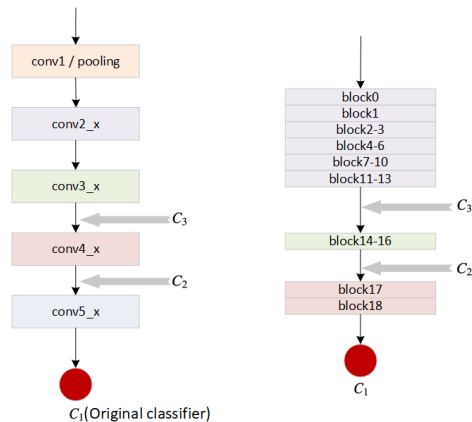 conv1 / pooling
conv2_x
conv3_x
C3
conv4_x
C2
conv5_x
C1(Original classifier)
block0
block1
block2-3
block4-6
block7-10
block11-13
C3
block14-16
C2
block17
block18
C1